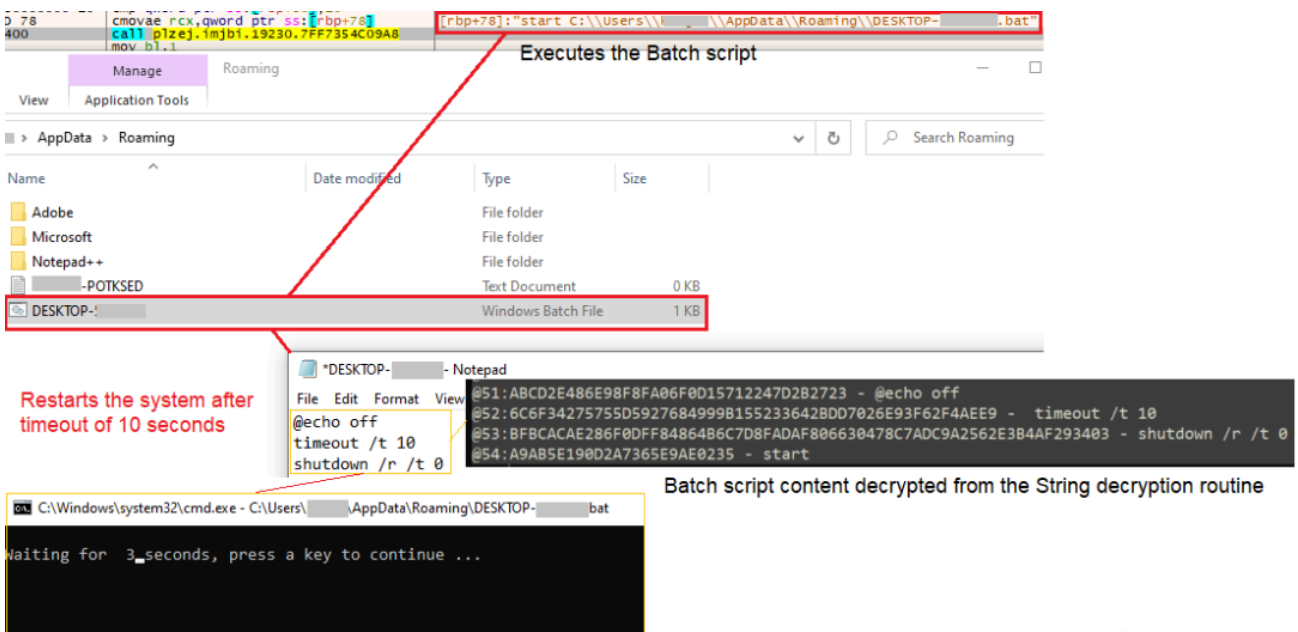 0 78 cmovae rcx,qword ptr ss:[rbp+78] [rbp+78]:"start C:\\Users\\ \\AppData\\Roaming\\DESKTOP- .bat"
400 call plzej.imjbi.19230.7FF7354C09A8
mov bl,1
Executes the Batch script
Manage Roaming
View Application Tools
> AppData > Roaming Search Roaming
Name Date modified Type Size
Adobe File folder
Microsoft File folder
Notepad++ File folder
-POTKSED Text Document 0 KB
DESKTOP- Windows Batch File 1 KB
*DESKTOP- - Notepad
File Edit Format View
@echo off
timeout /t 10
shutdown /r /t 0
@51:ABCD2E486E98F8FA06F0D15712247D2B2723 - @echo off
@52:6C6F34275755D5927684999B155233642BDD7026E93F62F4AEE9 - timeout /t 10
@53:BFBCACAE286F0DFF84864B6C7D8FADAF806630478C7ADC9A2562E3B4AF293403 - shutdown /r /t 0
@54:A9AB5E190D2A7365E9AE0235 - start
Restarts the system after
timeout of 10 seconds
Batch script content decrypted from the String decryption routine
C:\Windows\system32\cmd.exe - C:\Users\ \AppData\Roaming\DESKTOP- bat
Waiting for 3 seconds, press a key to continue ...